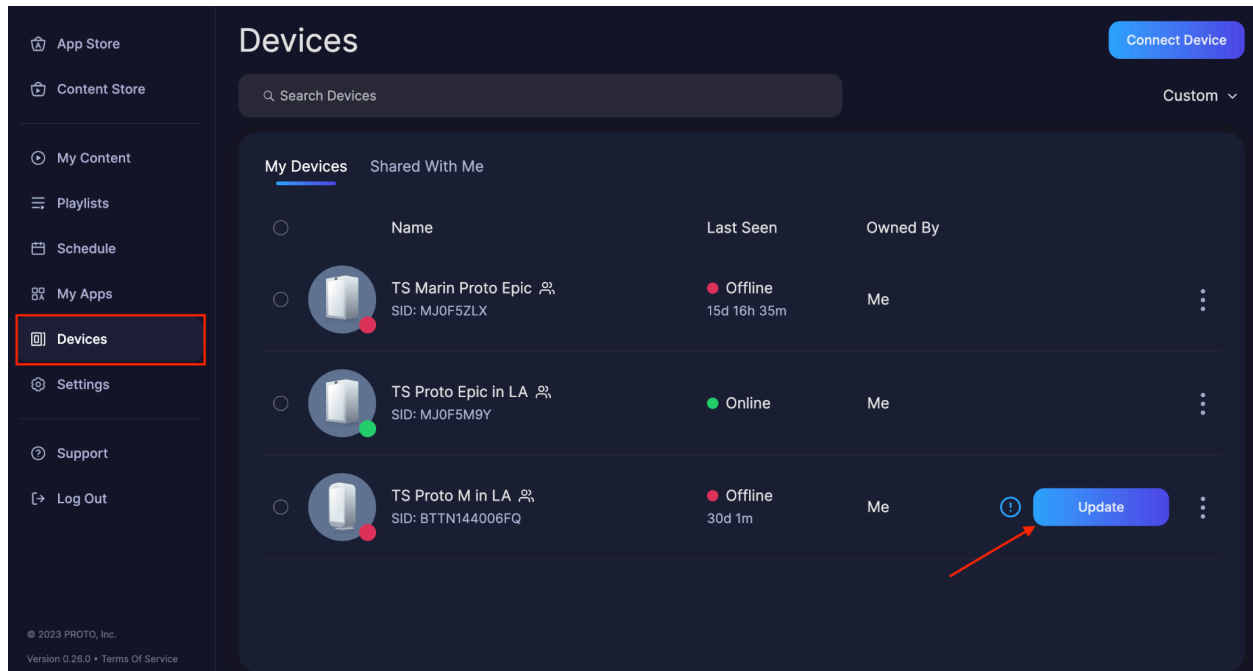 App Store
Content Store
My Content
Playlists
Schedule
My Apps
Devices
Settings
Support
Log Out
© 2023 PROTO, Inc.
Version 0.26.0 • Terms Of Service
Devices
Connect Device
Search Devices
Custom
My Devices Shared With Me
Name Last Seen Owned By
TS Marin Proto Epic Offline
SID: MJ0F5ZLX 15d 16h 35m Me
TS Proto Epic in LA
SID: MJ0F5M9Y Online Me
TS Proto M in LA Offline
SID: BTTN144006FQ 30d 1m Me Update